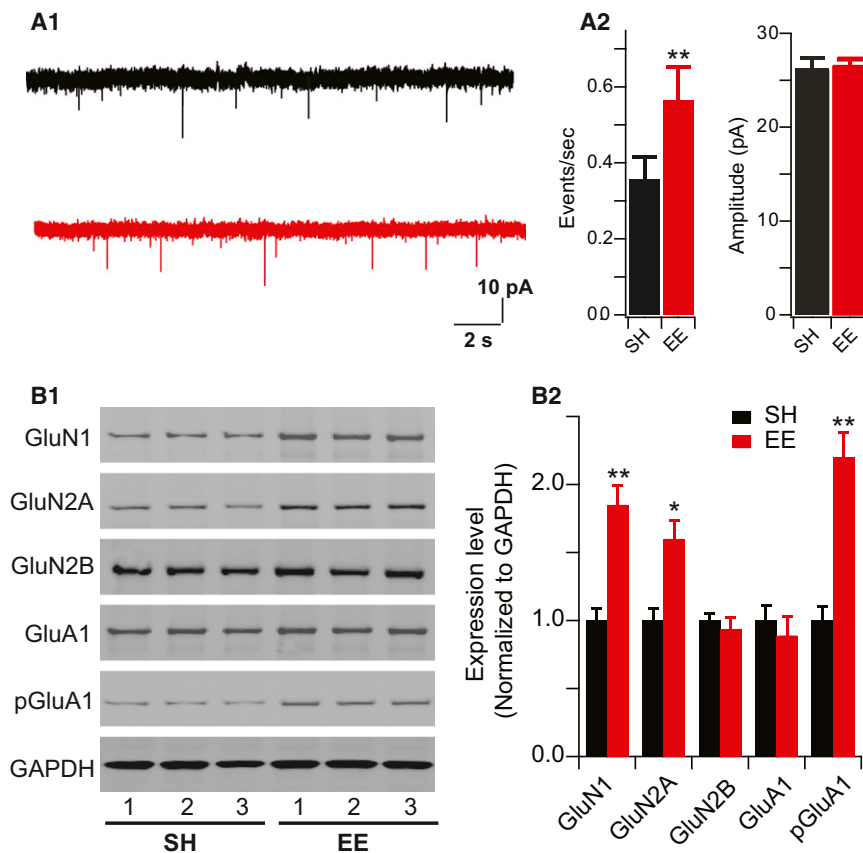 A1
10 pA
2 s
A2
Events/sec
0.6
0.4
0.2
0.0
**
SH
EE
Amplitude (pA)
30
20
10
0
SH
EE
B1
GluN1
GluN2A
GluN2B
GluA1
pGluA1
GAPDH
1 2 3 1 2 3
SH EE
B2
SH
EE
Expression level
(Normalized to GAPDH)
2.0
1.0
0.0
**
*
**
GluN1
GluN2A
GluN2B
GluA1
pGluA1